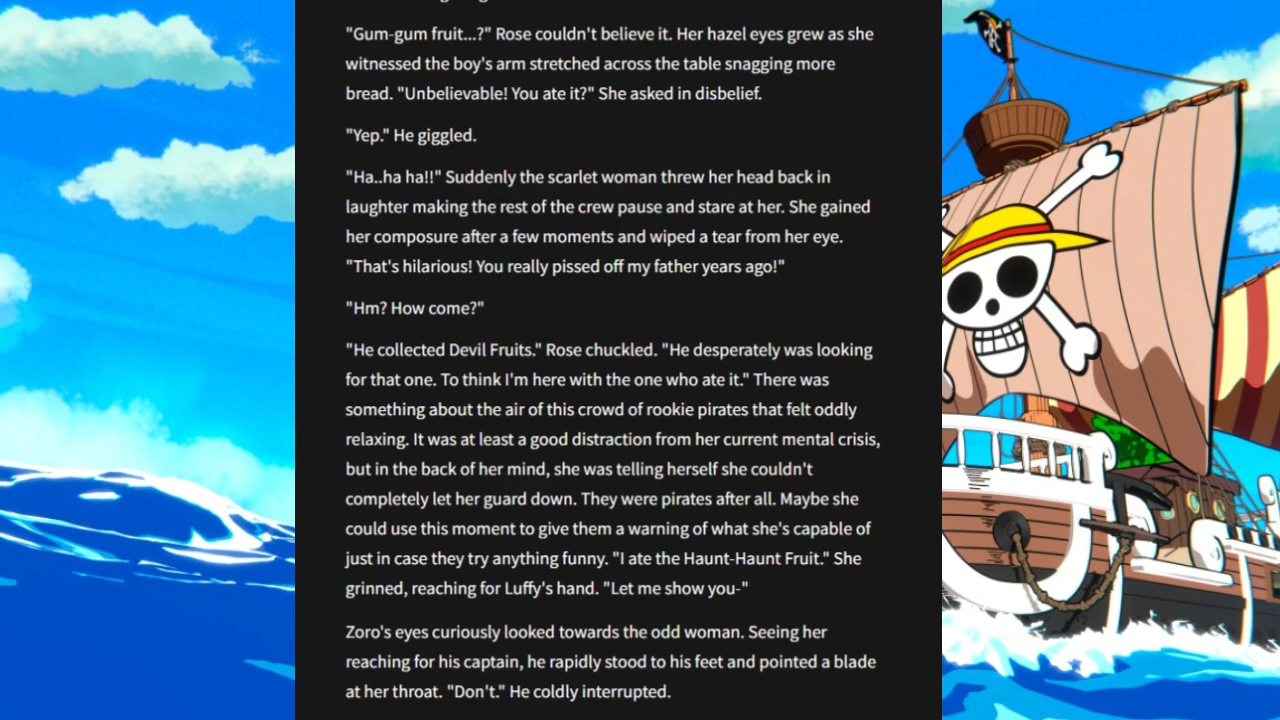 "Gum-gum fruit...?" Rose couldn't believe it. Her hazel eyes grew as she
witnessed the boy's arm stretched across the table snagging more
bread. "Unbelievable! You ate it?" She asked in disbelief.
"Yep." He giggled.
"Ha..ha ha!!" Suddenly the scarlet woman threw her head back in
laughter making the rest of the crew pause and stare at her. She gained
her composure after a few moments and wiped a tear from her eye.
"That's hilarious! You really pissed off my father years ago!"
"Hm? How come?"
"He collected Devil Fruits." Rose chuckled. "He desperately was looking
for that one. To think I'm here with the one who ate it." There was
something about the air of this crowd of rookie pirates that felt oddly
relaxing. It was at least a good distraction from her current mental crisis,
but in the back of her mind, she was telling herself she couldn't
completely let her guard down. They were pirates after all. Maybe she
could use this moment to give them a warning of what she's capable of
just in case they try anything funny. "I ate the Haunt-Haunt Fruit." She
grinned, reaching for Luffy's hand. "Let me show you-"
Zoro's eyes curiously looked towards the odd woman. Seeing her
reaching for his captain, he rapidly stood to his feet and pointed a blade
at her throat. "Don't." He coldly interrupted.